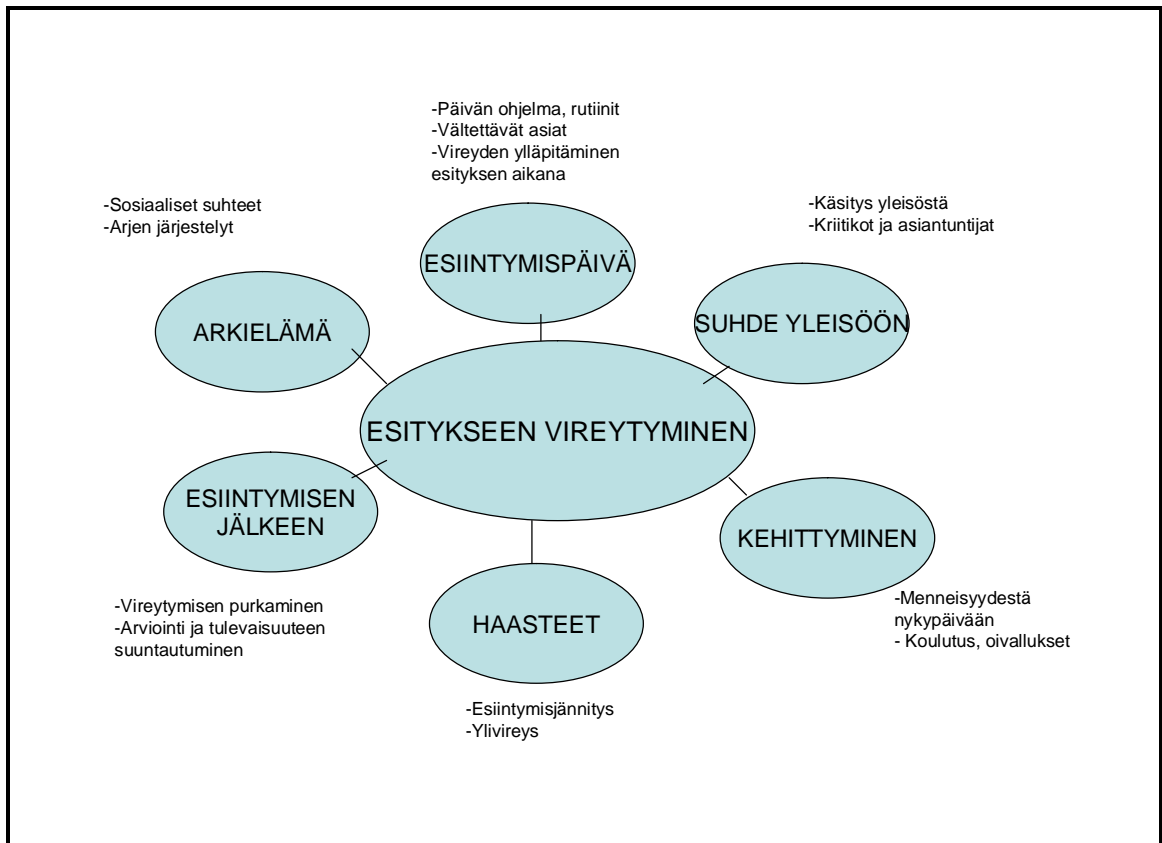 -Päivän ohjelma, rutiinit
-Vältettävät asiat
-Vireyden ylläpitäminen
esityksen aikana
ESIINTYMISPÄIVÄ
-Sosiaaliset suhteet
-Arjen järjestelyt
ARKIELÄMÄ
-Käsitys yleisöstä
-Kriitikot ja asiantuntijat
SUHDE YLEISÖÖN
ESITYKSEEN VIREYTYMINEN
ESIINTYMISEN
JÄLKEEN
-Vireytymisen purkaminen
-Arviointi ja tulevaisuuteen
suuntautuminen
HAASTEET
-Esiintymisjännitys
-Ylivireys
KEHITTYMINEN
-Menneisyydestä
nykypäivään
- Koulutus, oivallukset